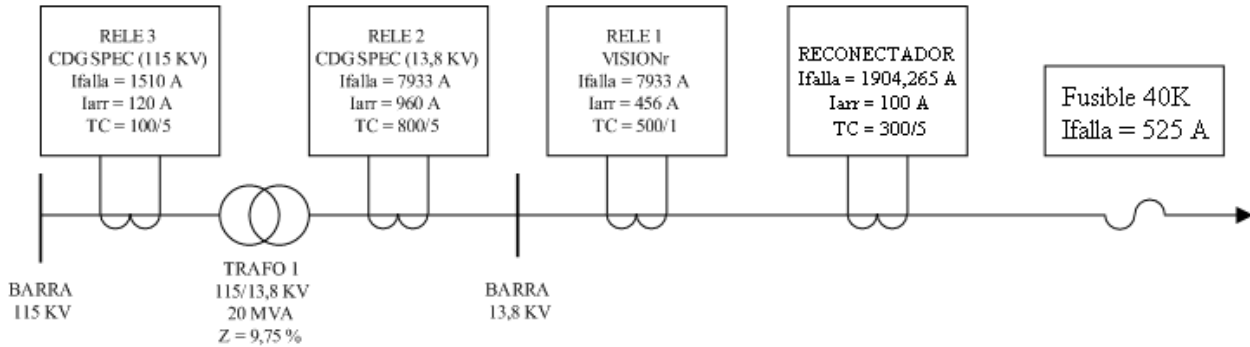 RELE 3
CDG SPEC (115 KV)
Ifalla = 1510 A
Iarr = 120 A
TC = 100/5
RELE 2
CDG SPEC (13,8 KV)
Ifalla = 7933 A
Iarr = 960 A
TC = 800/5
RELE 1
VISIONr
Ifalla = 7933 A
Iarr = 456 A
TC = 500/1
RECONECTADOR
Ifalla = 1904,265 A
Iarr = 100 A
TC = 300/5
Fusible 40K
Ifalla = 525 A
BARRA
115 KV
TRAFO 1
115/13,8 KV
20 MVA
Z = 9,75 %
BARRA
13,8 KV